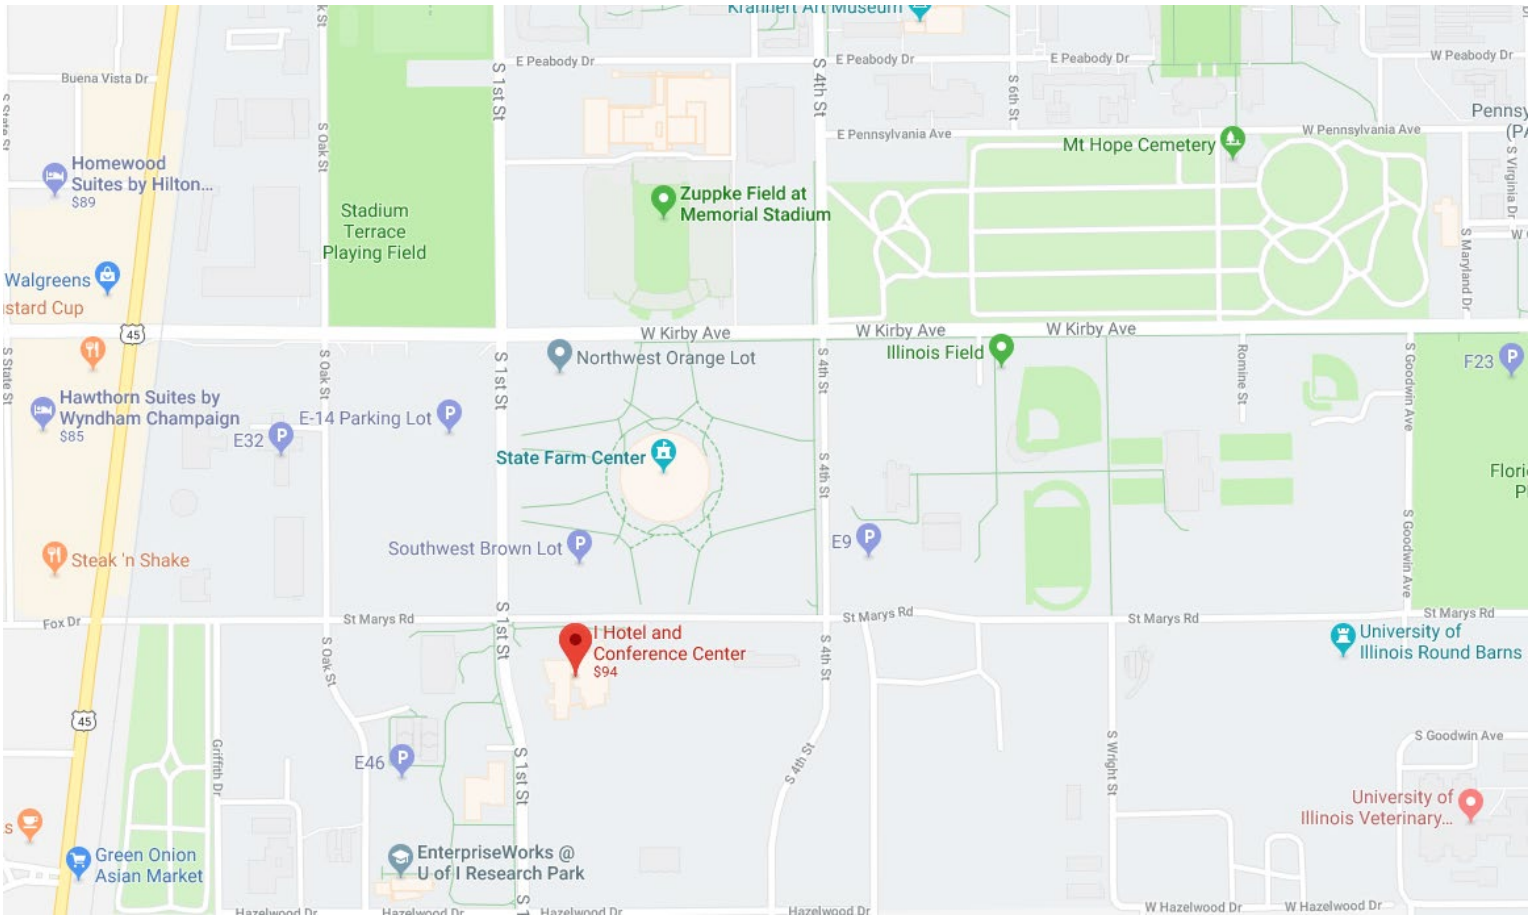 Krannert Art Museum
k St
S 1st St
E Peabody Dr
S 4th St
E Peabody Dr
S 6th St
E Peabody Dr
W Peabody Dr
Buena Vista Dr
S State St
S Oak St
E Pennsylvania Ave
W Pennsylvania Ave
Pennsy
(PA
Mt Hope Cemetery
S Virginia Dr
Homewood
Suites by Hilton...
$89
Zuppke Field at
Memorial Stadium
Stadium
Terrace
Playing Field
S Maryland Dr
W
Walgreens
stard Cup
45
W Kirby Ave
W Kirby Ave
W Kirby Ave
Northwest Orange Lot
Illinois Field
F23
P
S State St
S Oak St
S 1st St
S 4th St
Romine St
S Goodwin Ave
Hawthorn Suites by
Wyndham Champaign
$85
E32
P
E-14 Parking Lot
P
State Farm Center
S 4th St
Flori
P
Steak 'n Shake
Southwest Brown Lot
P
E9
P
S Goodwin Ave
Fox Dr
St Marys Rd
S 1st St
St Marys Rd
St Marys Rd
St Marys Rd
I Hotel and
Conference Center
$94
S Oak St
S 4th St
University of
Illinois Round Barns
45
Griffith Dr
E46
P
S 1st St
S 4th St
S Wright St
S Goodwin Ave
University of
Illinois Veterinary...
s
Green Onion
Asian Market
EnterpriseWorks @
U of I Research Park
S 1
Hazelwood Dr
Hazelwood Dr
Hazelwood Dr
Hazelwood Dr
W Hazelwood Dr
W Hazelwood Dr